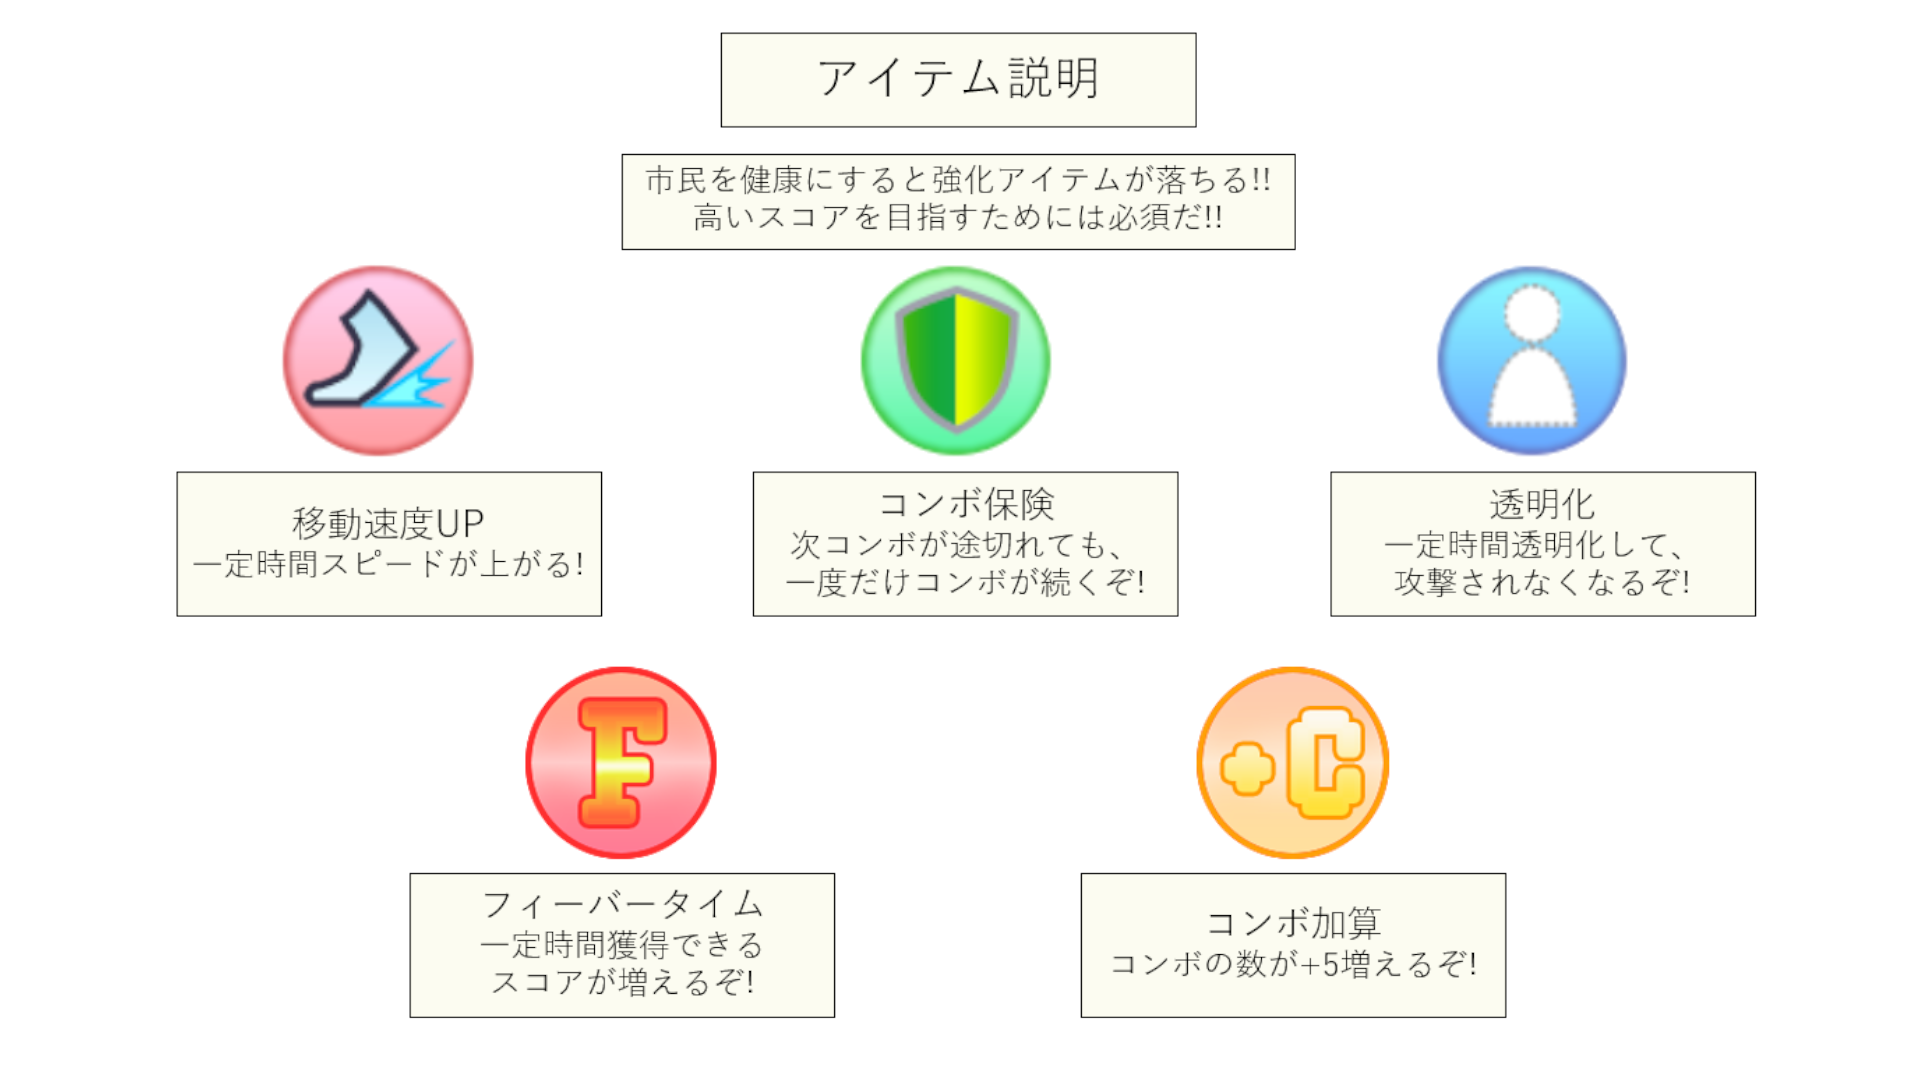 アイテム説明
市民を健康にすると強化アイテムが落ちる!!
高いスコアを目指すためには必須だ!!
移動速度UP
一定時間スピードが上がる!
コンボ保険
次コンボが途切れても、
一度だけコンボが続くぞ!
透明化
一定時間透明化して、
攻撃されなくなるぞ!
F
+C
フィーバータイム
一定時間獲得できる
スコアが増えるぞ!
コンボ加算
コンボの数が+5増えるぞ!